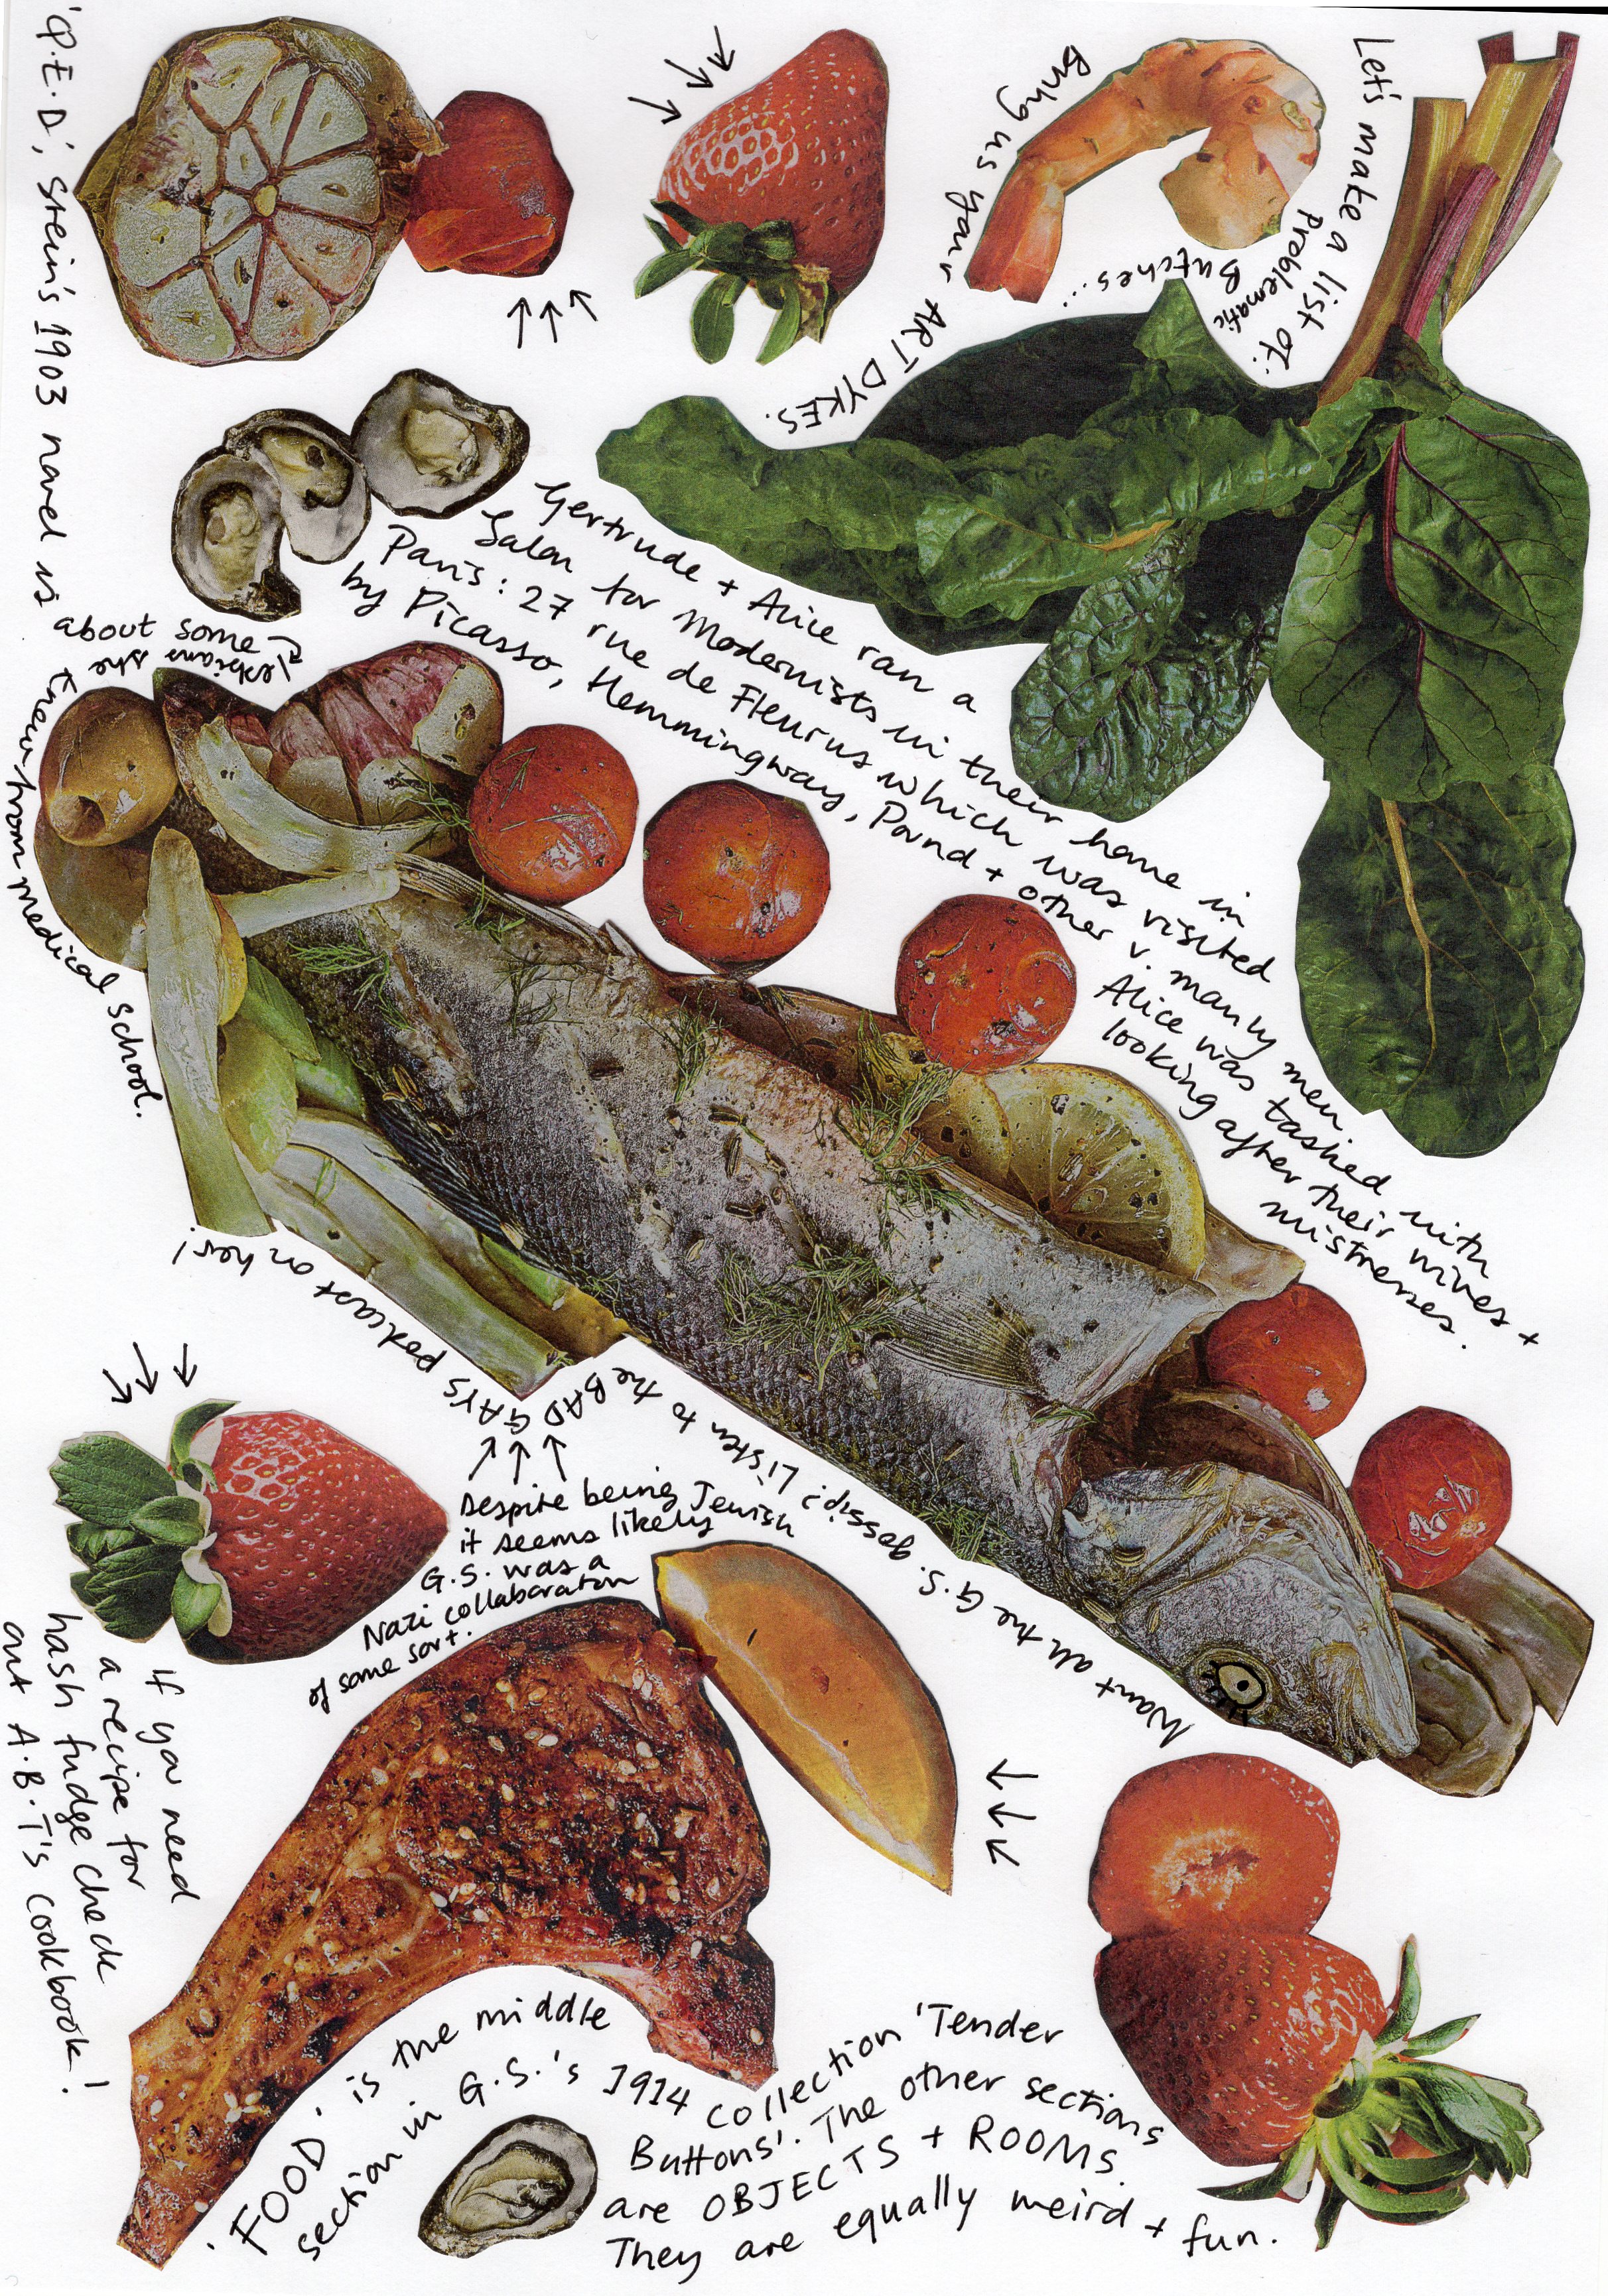 'Q.E.D', Stein's 1903 novel is
about some
lesbians she
knew from medical school.
Let's make a list of:
Problematic
Butches...
Bring us your ART DYKES.
Gertrude + Alice ran a
Salon for Modernists in their home in
Paris: 27 rue de Fleurus which was visited
by Picasso, Hemmingway, Pound + other v. manly men.
Alice was tasked with
looking after their wives +
mistresses.
Want all the G.S. gossip? Listen to the BAD GAYS podcast on her!
Despite being Jewish
it seems likely
G.S. was a
Nazi collaborator
of some sort.
If you need
a recipe for
hash fudge check
out A.B.T's cookbook!
'FOOD' is the middle
section in G.S.'s 1914 collection 'Tender
Buttons'. The other sections
are OBJECTS + ROOMS.
They are equally weird + fun.